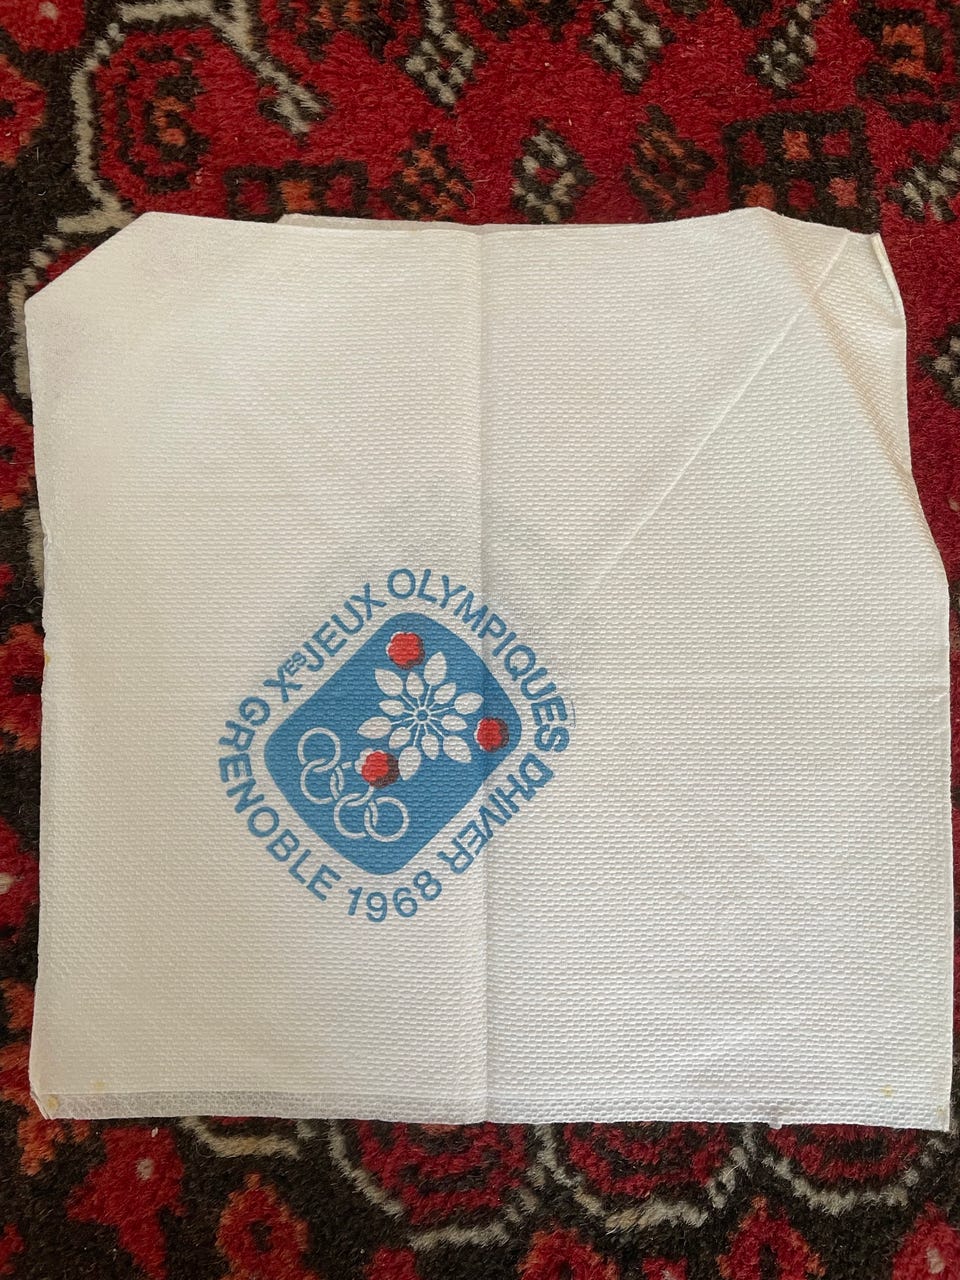 Xᴱˢ JEUX OLYMPIQUES D'HIVER
GRENOBLE 1968